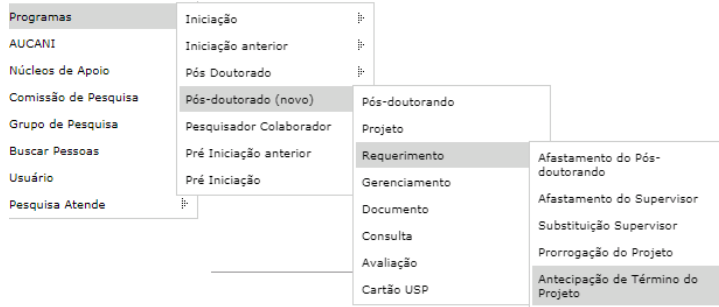 Programas
AUCANI
Núcleos de Apoio
Comissão de Pesquisa
Grupo de Pesquisa
Buscar Pessoas
Usuário
Pesquisa Atende
Iniciação
Iniciação anterior
Pós Doutorado
Pós-doutorado (novo)
Pesquisador Colaborador
Pré Iniciação anterior
Pré Iniciação
Pós-doutorando
Projeto
Requerimento
Gerenciamento
Documento
Consulta
Avaliação
Cartão USP
Afastamento do Pós-
doutorando
Afastamento do Supervisor
Substituição Supervisor
Prorrogação do Projeto
Antecipação de Término do
Projeto